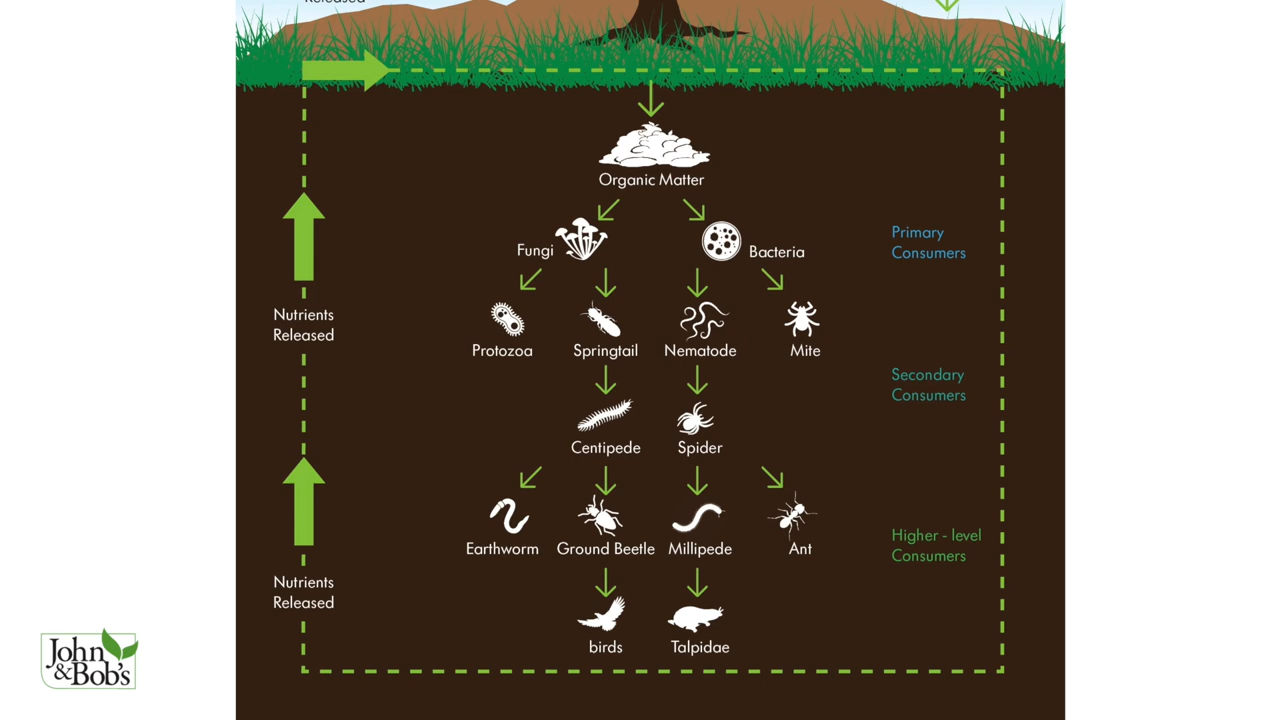 Released
Organic Matter
Fungi
Bacteria
Primary
Consumers
Nutrients
Released
Protozoa
Springtail
Nematode
Mite
Secondary
Consumers
Centipede
Spider
Earthworm
Ground Beetle
Millipede
Ant
Higher - level
Consumers
Nutrients
Released
birds
Talpidae
John
&Bob's